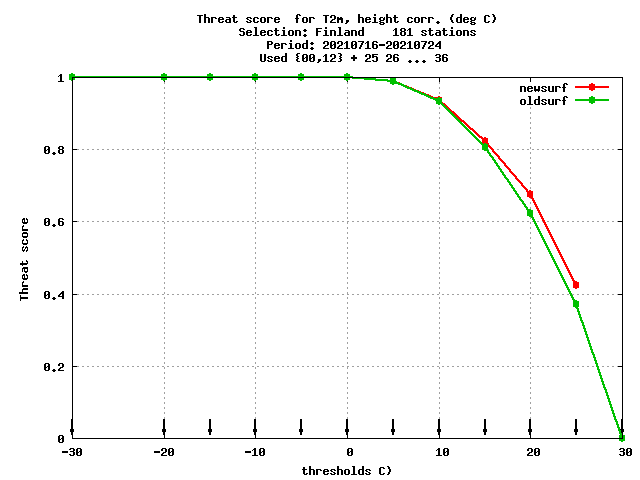 Threat score  for T2m, height corr. (deg C)
Selection: Finland    181 stations
Period: 20210716-20210724
Used {00,12} + 25 26 ... 36
newsurf
oldsurf
Threat score
1
0.8
0.6
0.4
0.2
0
-30 -20 -10 0 10 20 30
thresholds C)